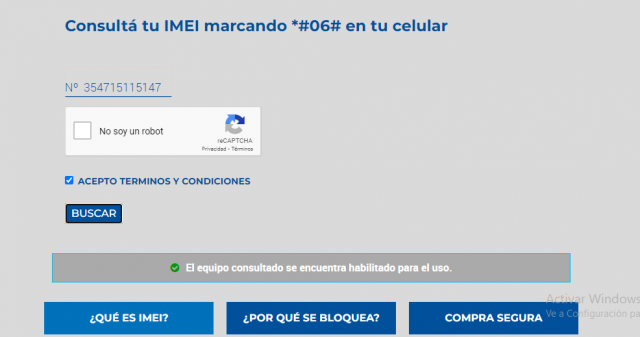 Consultá tu IMEI marcando *#06# en tu celular
Nº 354715115147
No soy un robot
reCAPTCHA
Privacidad - Términos
ACEPTO TERMINOS Y CONDICIONES
BUSCAR
El equipo consultado se encuentra habilitado para el uso.
¿QUÉ ES IMEI?
¿POR QUÉ SE BLOQUEA?
COMPRA SEGURA
Activar Windows
Ve a Configuración pa